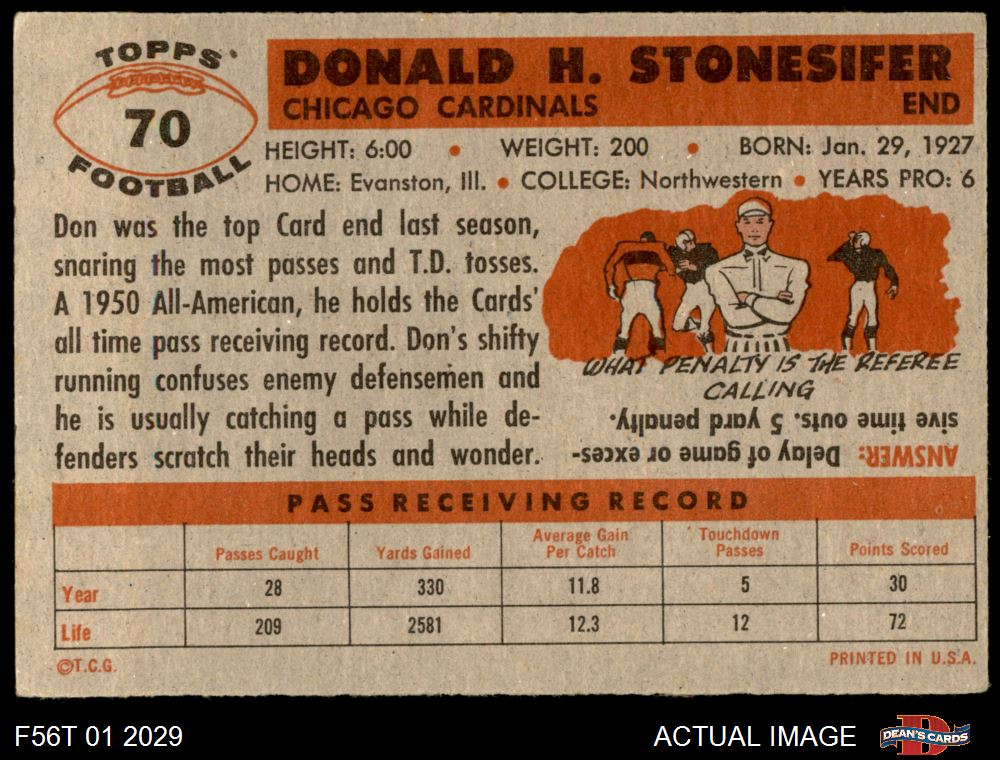 TOPPS
70
FOOTBALL
DONALD H. STONESIFER
CHICAGO CARDINALS END
HEIGHT: 6:00 • WEIGHT: 200 • BORN: Jan. 29, 1927
HOME: Evanston, Ill. • COLLEGE: Northwestern • YEARS PRO: 6
Don was the top Card end last season,
snaring the most passes and T.D. tosses.
A 1950 All-American, he holds the Cards'
all time pass receiving record. Don's shifty
running confuses enemy defensemen and
he is usually catching a pass while de-
fenders scratch their heads and wonder.
WHAT PENALTY IS THE REFEREE
CALLING
ANSWER: Delay of game or exces-
sive time outs. 5 yard penalty.
PASS RECEIVING RECORD
Passes Caught Yards Gained Average Gain Per Catch Touchdown Passes Points Scored
Year 28 330 11.8 5 30
Life 209 2581 12.3 12 72
©T.C.G. PRINTED IN U.S.A.
F56T 01 2029 ACTUAL IMAGE DEAN'S CARDS